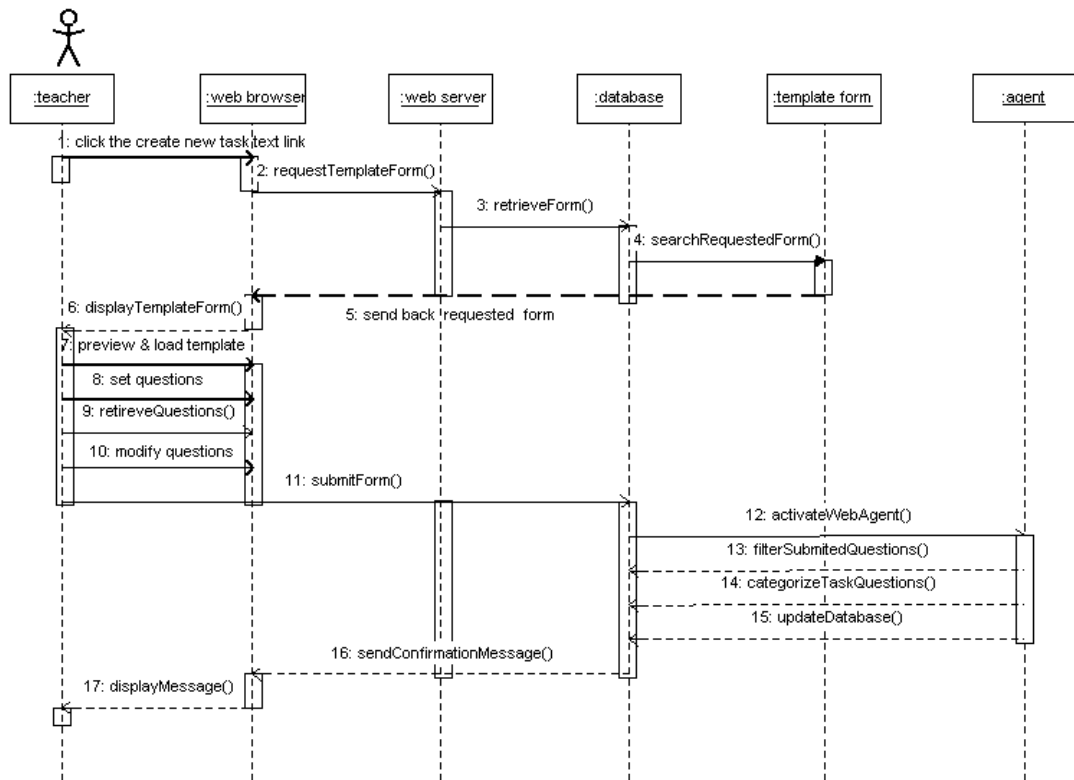 :teacher
:web browser
:web server
:database
:template form
:agent
1: click the create new task text link
2: requestTemplateForm()
3: retrieveForm()
4: searchRequestedForm()
6: displayTemplateForm()
5: send back requested form
7: preview & load template
8: set questions
9: retireveQuestions()
10: modify questions
11: submitForm()
12: activateWebAgent()
13: filterSubmitedQuestions()
14: categorizeTaskQuestions()
15: updateDatabase()
16: sendConfirmationMessage()
17: displayMessage()